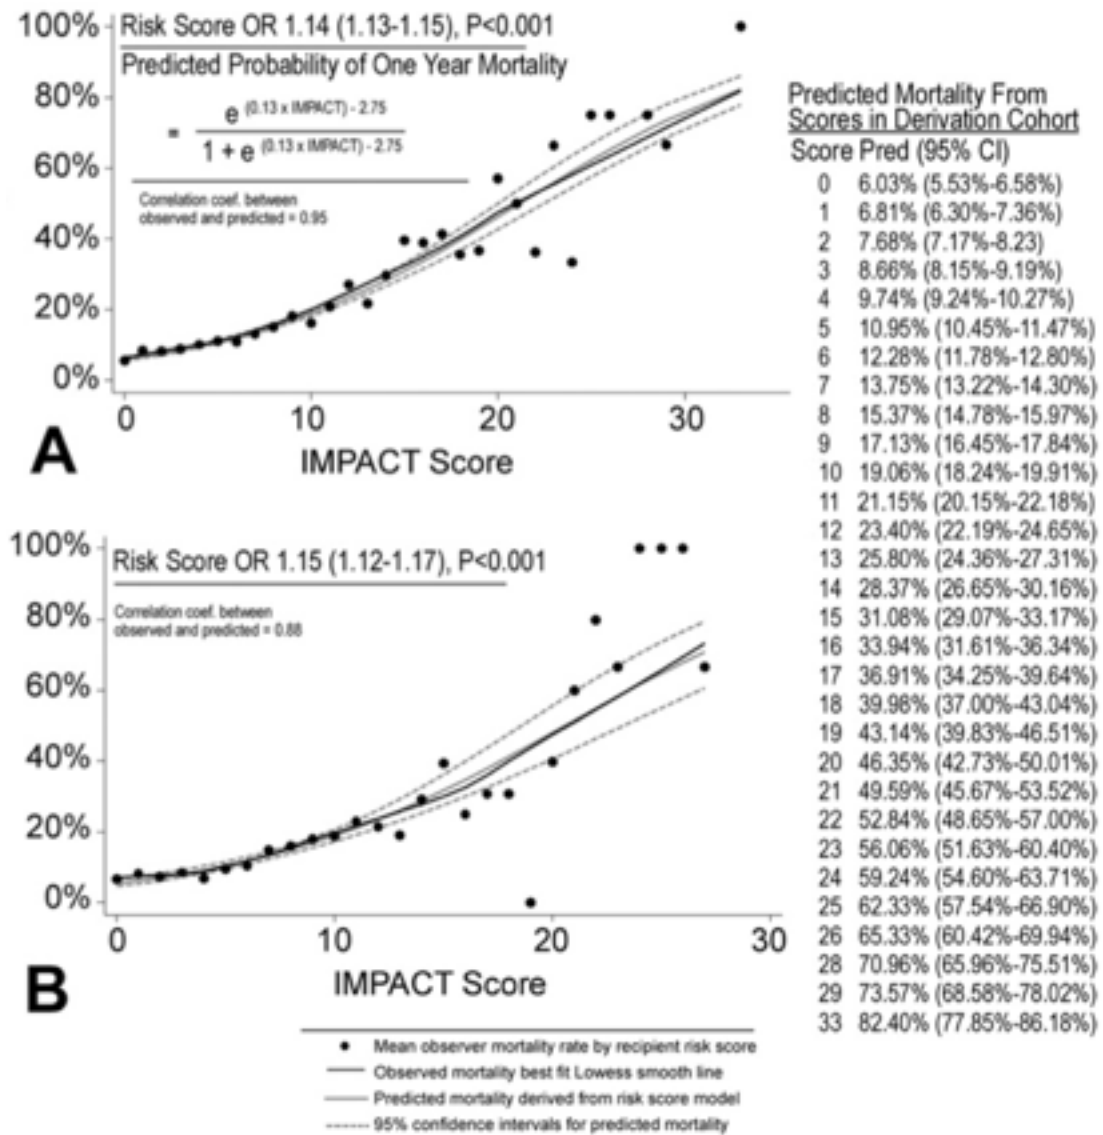 100%
80%
60%
40%
20%
0%
Risk Score OR 1.14 (1.13-1.15), P<0.001
Predicted Probability of One Year Mortality
= e (0.13 x IMPACT) - 2.75
1 + e (0.13 x IMPACT) - 2.75
Correlation coef. between
observed and predicted = 0.95
0 10 20 30
A
IMPACT Score
100%
80%
60%
40%
20%
0%
Risk Score OR 1.15 (1.12-1.17), P<0.001
Correlation coef. between
observed and predicted = 0.88
0 10 20 30
B
IMPACT Score
Mean observer mortality rate by recipient risk score
Observed mortality best fit Lowess smooth line
Predicted mortality derived from risk score model
95% confidence intervals for predicted mortality
Predicted Mortality From
Scores in Derivation Cohort
Score Pred (95% CI)
0 6.03% (5.53%-6.58%)
1 6.81% (6.30%-7.36%)
2 7.68% (7.17%-8.23)
3 8.66% (8.15%-9.19%)
4 9.74% (9.24%-10.27%)
5 10.95% (10.45%-11.47%)
6 12.28% (11.78%-12.80%)
7 13.75% (13.22%-14.30%)
8 15.37% (14.78%-15.97%)
9 17.13% (16.45%-17.84%)
10 19.06% (18.24%-19.91%)
11 21.15% (20.15%-22.18%)
12 23.40% (22.19%-24.65%)
13 25.80% (24.36%-27.31%)
14 28.37% (26.65%-30.16%)
15 31.08% (29.07%-33.17%)
16 33.94% (31.61%-36.34%)
17 36.91% (34.25%-39.64%)
18 39.98% (37.00%-43.04%)
19 43.14% (39.83%-46.51%)
20 46.35% (42.73%-50.01%)
21 49.59% (45.67%-53.52%)
22 52.84% (48.65%-57.00%)
23 56.06% (51.63%-60.40%)
24 59.24% (54.60%-63.71%)
25 62.33% (57.54%-66.90%)
26 65.33% (60.42%-69.94%)
28 70.96% (65.96%-75.51%)
29 73.57% (68.58%-78.02%)
33 82.40% (77.85%-86.18%)